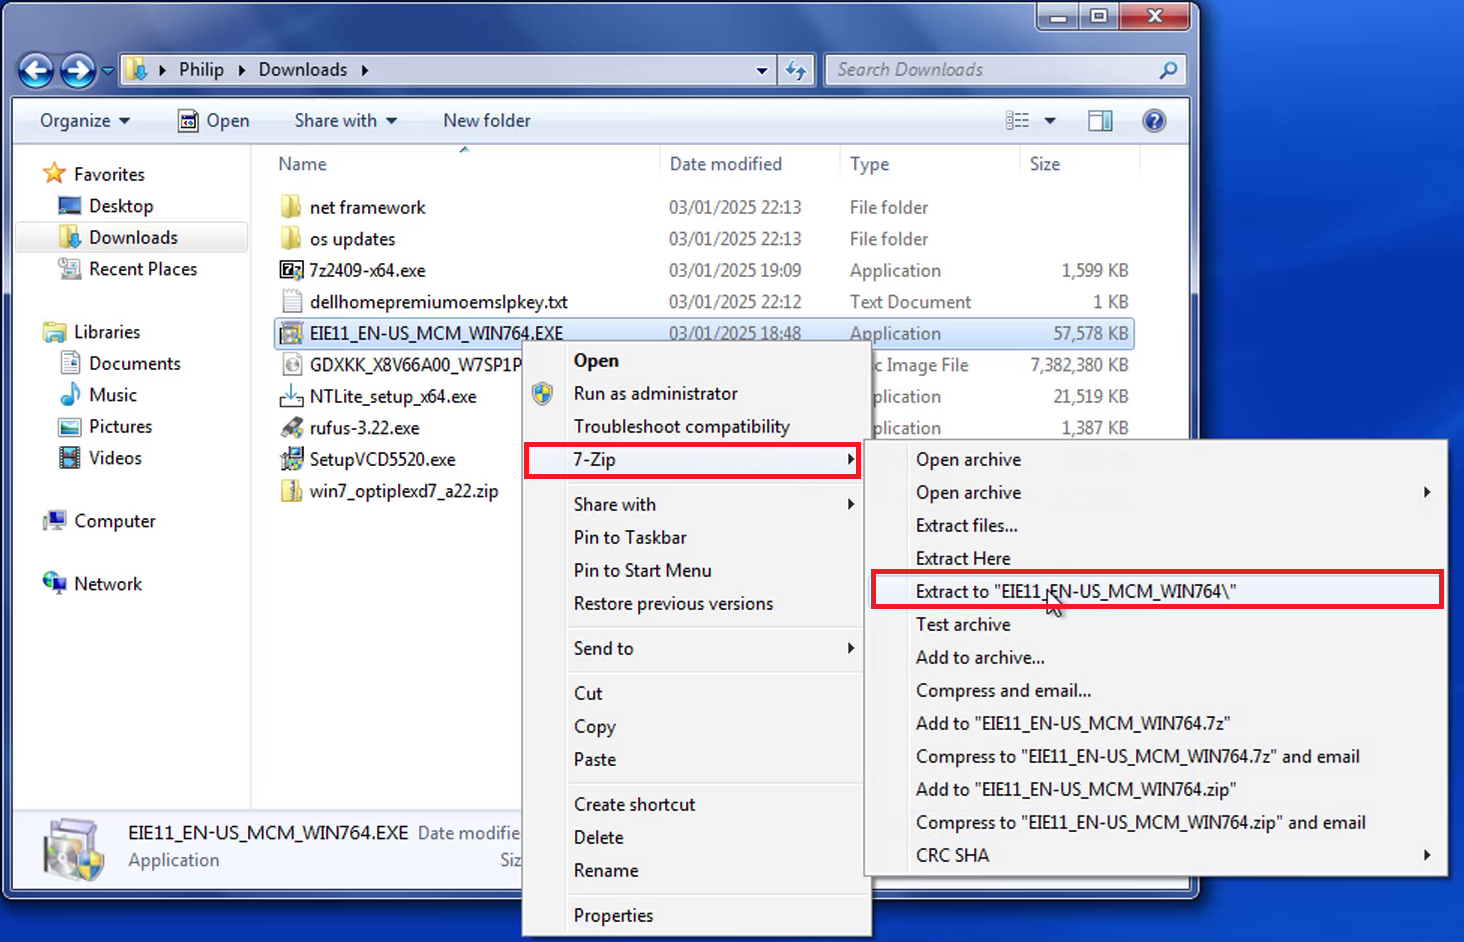 Philip Downloads
Search Downloads
Organize Open Share with New folder
Name Date modified Type Size
Favorites
Desktop
Downloads
Recent Places
Libraries
Documents
Music
Pictures
Videos
Computer
Network
net framework 03/01/2025 22:13 File folder
os updates 03/01/2025 22:13 File folder
7z2409-x64.exe 03/01/2025 19:09 Application 1,599 KB
dellhomepremiumoemslpkey.txt 03/01/2025 22:12 Text Document 1 KB
EIE11_EN-US_MCM_WIN764.EXE 03/01/2025 18:48 Application 57,578 KB
GDXKK_X8V66A00_W7SP1P c Image File 7,382,380 KB
NTLite_setup_x64.exe plication 21,519 KB
rufus-3.22.exe plication 1,387 KB
SetupVCD5520.exe
win7_optiplexd7_a22.zip
Open
Run as administrator
Troubleshoot compatibility
7-Zip
Share with
Pin to Taskbar
Pin to Start Menu
Restore previous versions
Send to
Cut
Copy
Paste
Create shortcut
Delete
Rename
Properties
Open archive
Open archive
Extract files...
Extract Here
Extract to "EIE11_EN-US_MCM_WIN764\"
Test archive
Add to archive...
Compress and email...
Add to "EIE11_EN-US_MCM_WIN764.7z"
Compress to "EIE11_EN-US_MCM_WIN764.7z" and email
Add to "EIE11_EN-US_MCM_WIN764.zip"
Compress to "EIE11_EN-US_MCM_WIN764.zip" and email
CRC SHA
EIE11_EN-US_MCM_WIN764.EXE Date modifie
Application Siz